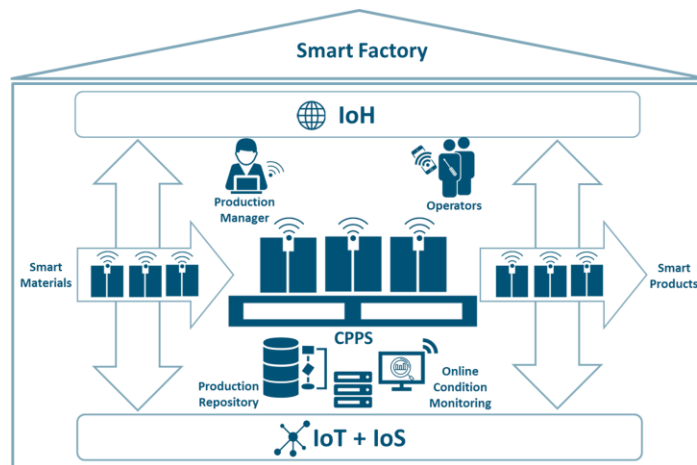 Smart Factory
IoH
Production
Manager
Operators
Smart
Materials
Smart
Products
CPPS
Production
Repository
Online
Condition
Monitoring
IoT + IoS